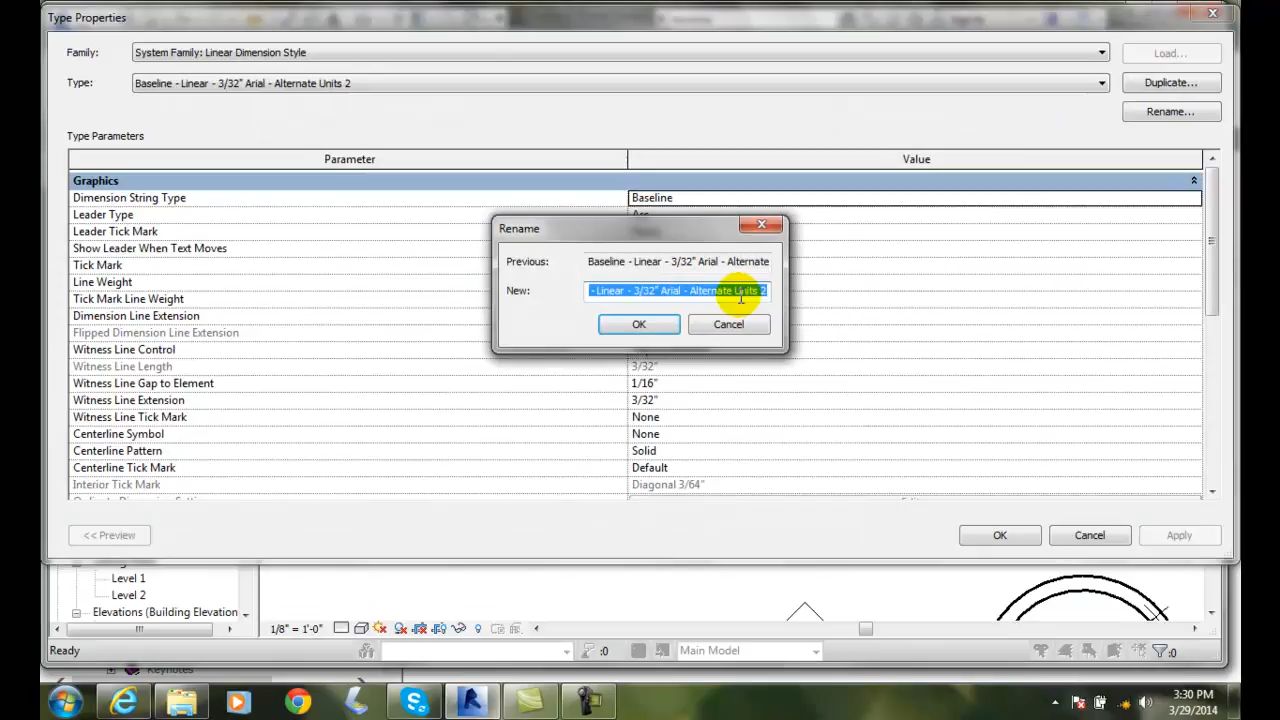 Type Properties
Family: System Family: Linear Dimension Style Load...
Type: Baseline - Linear - 3/32" Arial - Alternate Units 2 Duplicate...
Rename...
Type Parameters
Parameter Value
Graphics
Dimension String Type Baseline
Leader Type
Leader Tick Mark
Show Leader When Text Moves
Tick Mark
Line Weight
Tick Mark Line Weight
Dimension Line Extension
Flipped Dimension Line Extension
Witness Line Control
Witness Line Length 3/32"
Witness Line Gap to Element 1/16"
Witness Line Extension 3/32"
Witness Line Tick Mark None
Centerline Symbol None
Centerline Pattern Solid
Centerline Tick Mark Default
Interior Tick Mark Diagonal 3/64"
Rename
Previous: Baseline - Linear - 3/32" Arial - Alternate
New: - Linear - 3/32" Arial - Alternate Units 2
OK Cancel
<< Preview OK Cancel Apply
Level 1
Level 2
Elevations (Building Elevation
1/8" = 1'-0"
Ready :0 Main Model :0
Keynotes
3:30 PM
3/29/2014